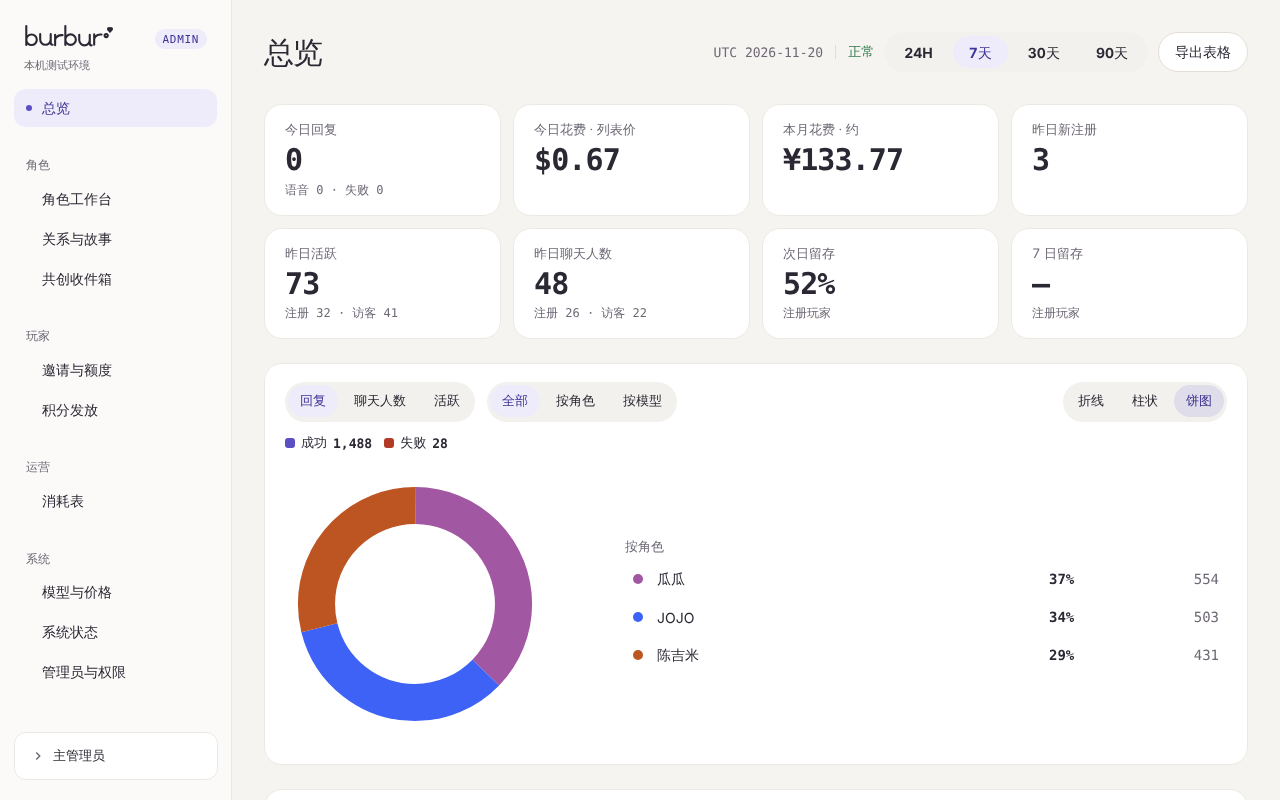 burbur
ADMIN
本机测试环境
总览
角色
角色工作台
关系与故事
共创收件箱
玩家
邀请与额度
积分发放
运营
消耗表
系统
模型与价格
系统状态
管理员与权限
主管理员
总览
UTC 2026-11-20 正常 24H 7天 30天 90天 导出表格
今日回复
0
语音 0 · 失败 0
今日花费 · 列表价
$0.67
本月花费 · 约
¥133.77
昨日新注册
3
昨日活跃
73
注册 32 · 访客 41
昨日聊天人数
48
注册 26 · 访客 22
次日留存
52%
注册玩家
7 日留存
—
注册玩家
回复 聊天人数 活跃 全部 按角色 按模型 折线 柱状 饼图
成功 1,488 失败 28
按角色
瓜瓜 37% 554
JOJO 34% 503
陈吉米 29% 431